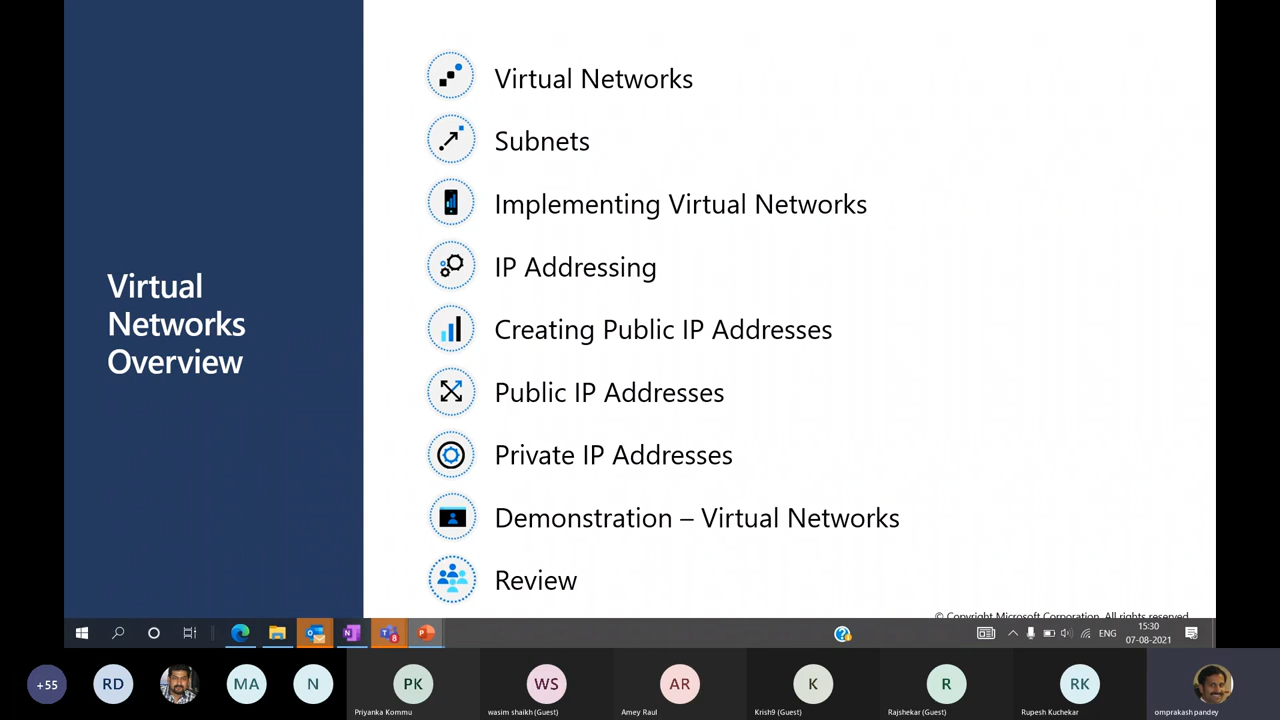 Virtual Networks
Subnets
Implementing Virtual Networks
IP Addressing
Creating Public IP Addresses
Public IP Addresses
Private IP Addresses
Demonstration – Virtual Networks
Review
Virtual
Networks
Overview
© Copyright Microsoft Corporation. All rights reserved
N
8
ENG
15:30
07-08-2021
+55
RD
MA
N
PK
WS
AR
K
R
RK
Priyanka Kommu
wasim shaikh (Guest)
Amey Raul
Krish9 (Guest)
Rajshekar (Guest)
Rupesh Kuchekar
omprakash pandey